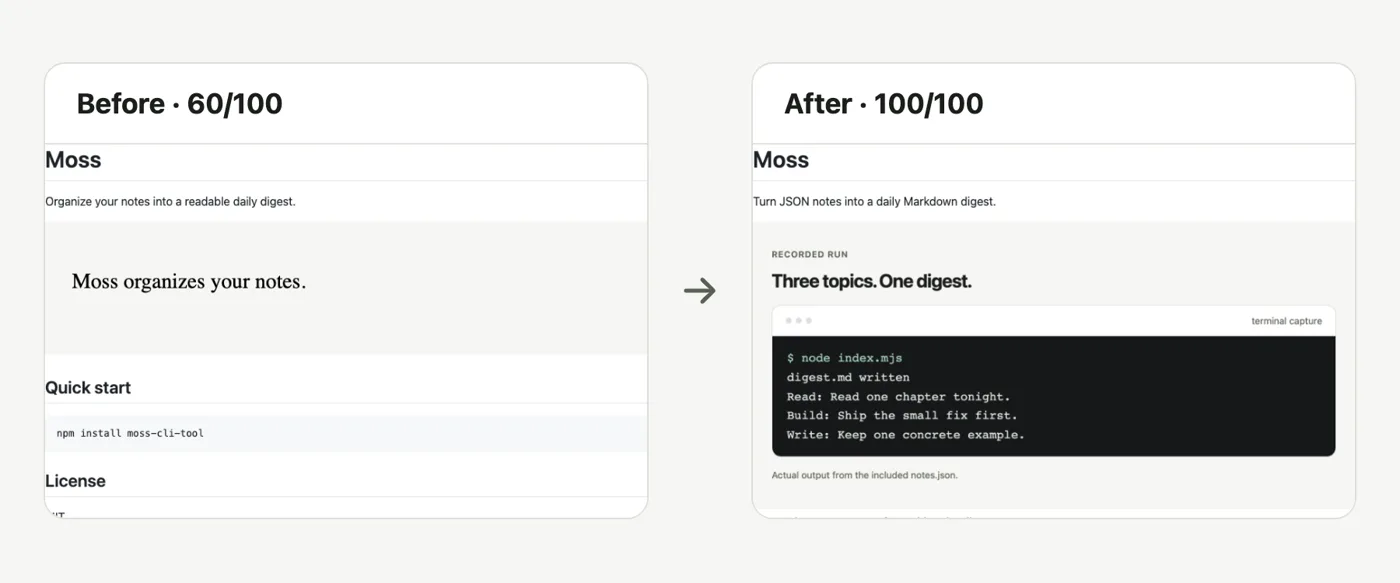 Before · 60/100
Moss
Organize your notes into a readable daily digest.
Moss organizes your notes.
Quick start
npm install moss-cli-tool
License
After · 100/100
Moss
Turn JSON notes into a daily Markdown digest.
RECORDED RUN
Three topics. One digest.
terminal capture
$ node index.mjs
digest.md written
Read: Read one chapter tonight.
Build: Ship the small fix first.
Write: Keep one concrete example.
Actual output from the included notes.json.